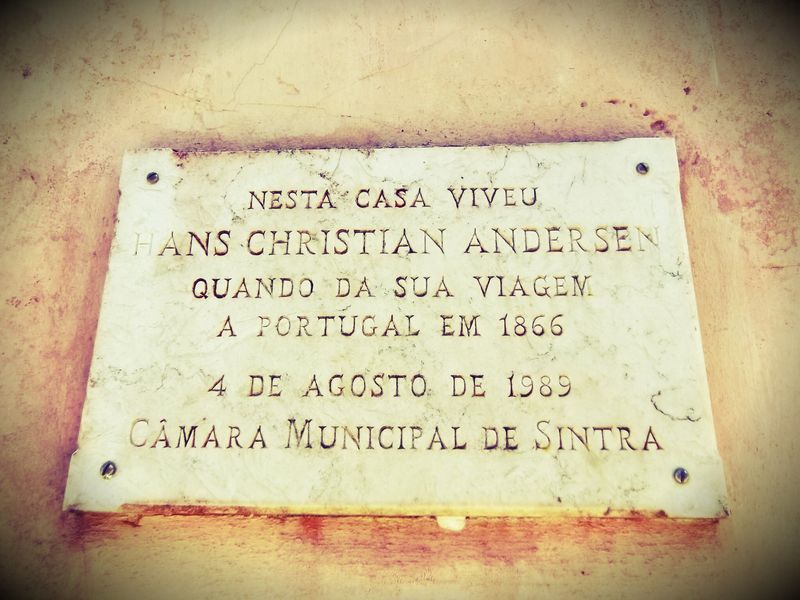 NESTA CASA VIVEU
HANS CHRISTIAN ANDERSEN
QUANDO DA SUA VIAGEM
A PORTUGAL EM 1866
4 DE AGOSTO DE 1989
CÂMARA MUNICIPAL DE SINTRA